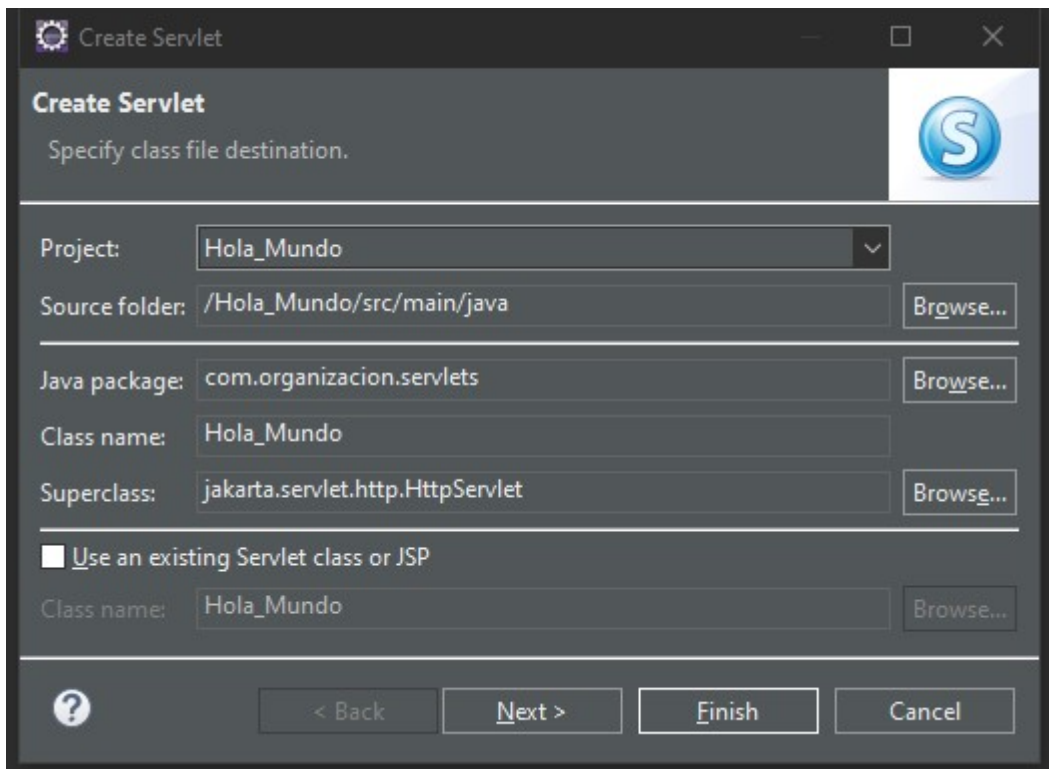 Create Servlet
Create Servlet
Specify class file destination.
S
Project: Hola_Mundo
Source folder: /Hola_Mundo/src/main/java Browse...
Java package: com.organizacion.servlets Browse...
Class name: Hola_Mundo
Superclass: jakarta.servlet.http.HttpServlet Browse...
Use an existing Servlet class or JSP
Class name: Hola_Mundo Browse...
? < Back Next > Finish Cancel